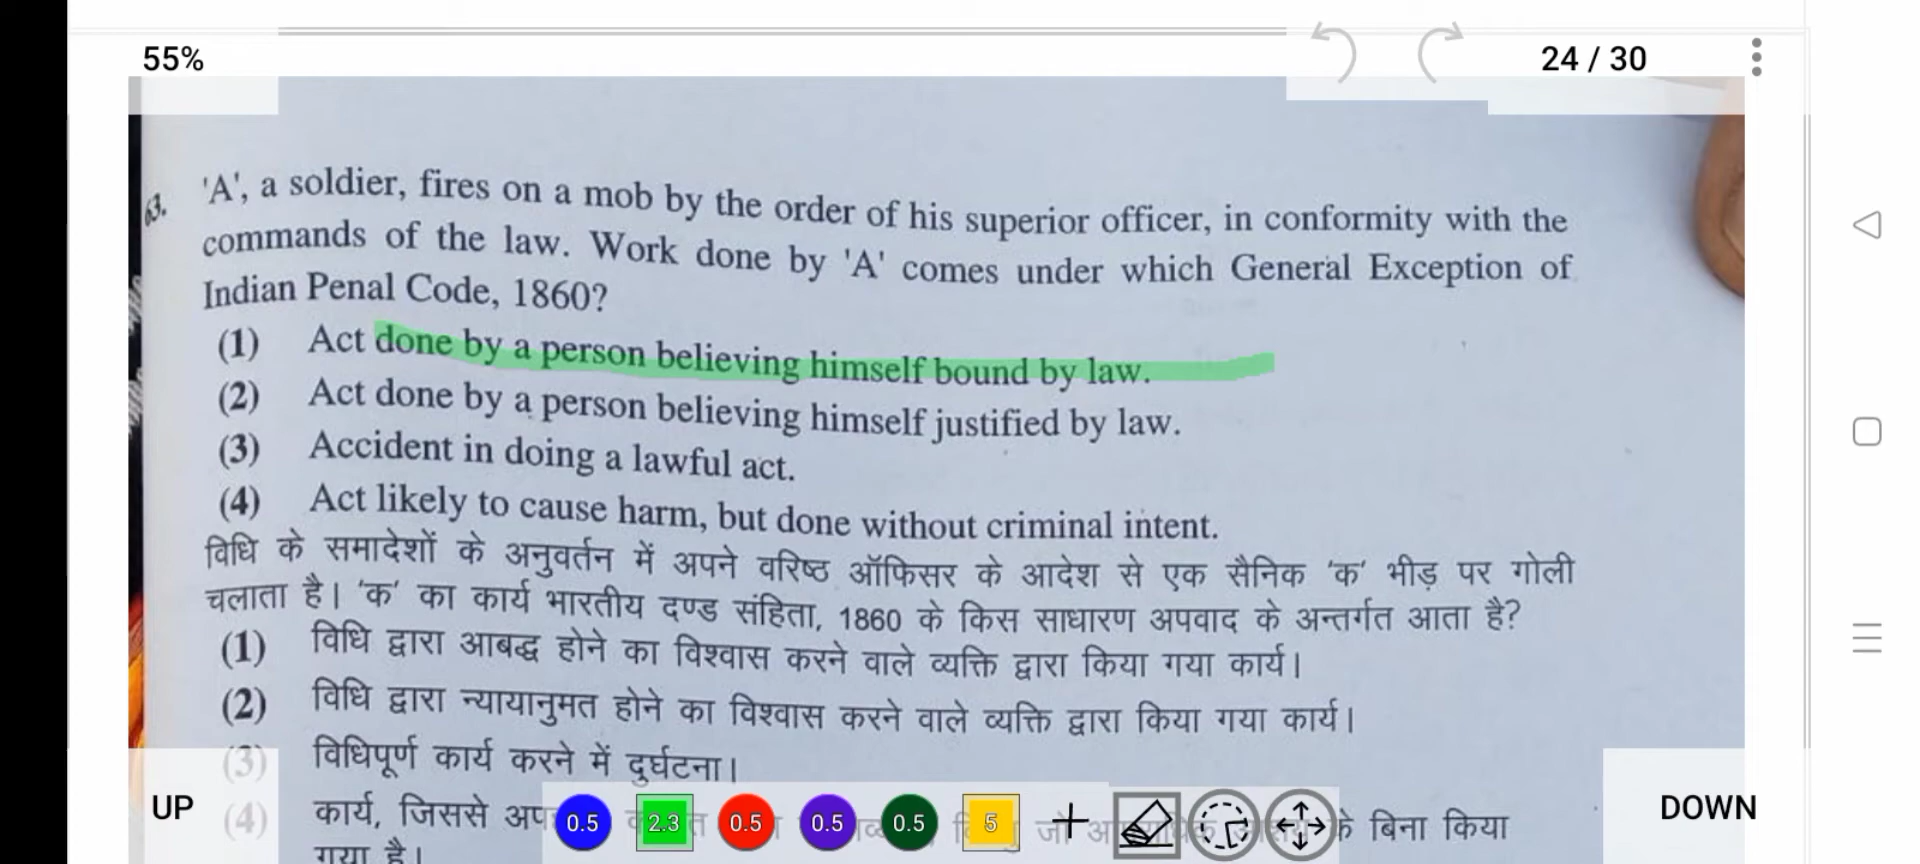 55%
24 / 30
63. 'A', a soldier, fires on a mob by the order of his superior officer, in conformity with the
commands of the law. Work done by 'A' comes under which General Exception of
Indian Penal Code, 1860?
(1) Act done by a person believing himself bound by law.
(2) Act done by a person believing himself justified by law.
(3) Accident in doing a lawful act.
(4) Act likely to cause harm, but done without criminal intent.
विधि के समादेशों के अनुवर्तन में अपने वरिष्ठ ऑफिसर के आदेश से एक सैनिक 'क' भीड़ पर गोली
चलाता है। 'क' का कार्य भारतीय दण्ड संहिता, 1860 के किस साधारण अपवाद के अन्तर्गत आता है?
(1) विधि द्वारा आबद्ध होने का विश्वास करने वाले व्यक्ति द्वारा किया गया कार्य।
(2) विधि द्वारा न्यायानुमत होने का विश्वास करने वाले व्यक्ति द्वारा किया गया कार्य।
(3) विधिपूर्ण कार्य करने में दुर्घटना।
(4) कार्य, जिससे के बिना किया
गया है।
UP
0.5 2.3 0.5 0.5 0.5 5
DOWN